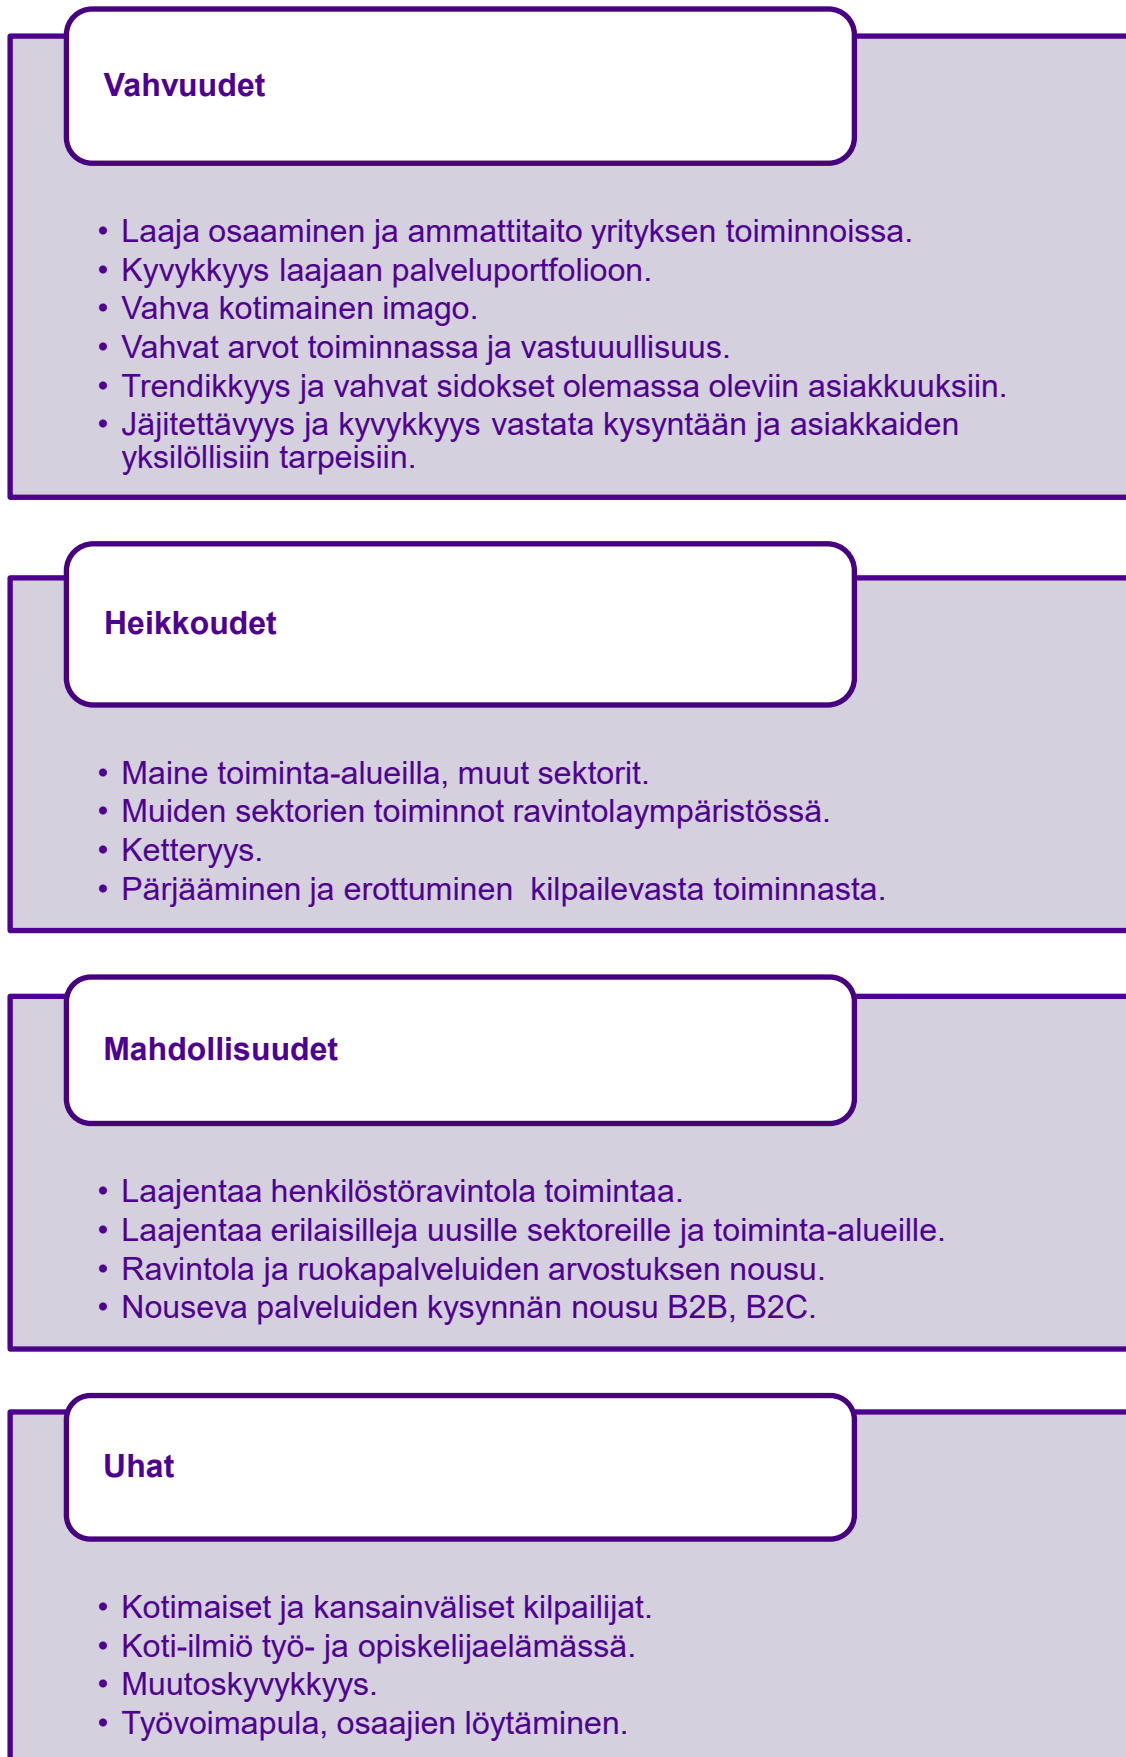 Vahvuudet
• Laaja osaaminen ja ammattitaito yrityksen toiminnoissa.
• Kyvykkyys laajaan palveluportfolioon.
• Vahva kotimainen imago.
• Vahvat arvot toiminnassa ja vastuuullisuus.
• Trendikkyys ja vahvat sidokset olemassa oleviin asiakkuuksiin.
• Jäjitettävyys ja kyvykkyys vastata kysyntään ja asiakkaiden
yksilöllisiin tarpeisiin.
Heikkoudet
• Maine toiminta-alueilla, muut sektorit.
• Muiden sektorien toiminnot ravintolaympäristössä.
• Ketteryys.
• Pärjääminen ja erottuminen  kilpailevasta toiminnasta.
Mahdollisuudet
• Laajentaa henkilöstöravintola toimintaa.
• Laajentaa erilaisilleja uusille sektoreille ja toiminta-alueille.
• Ravintola ja ruokapalveluiden arvostuksen nousu.
• Nouseva palveluiden kysynnän nousu B2B, B2C.
Uhat
• Kotimaiset ja kansainväliset kilpailijat.
• Koti-ilmiö työ- ja opiskelijaelämässä.
• Muutoskyvykkyys.
• Työvoimapula, osaajien löytäminen.